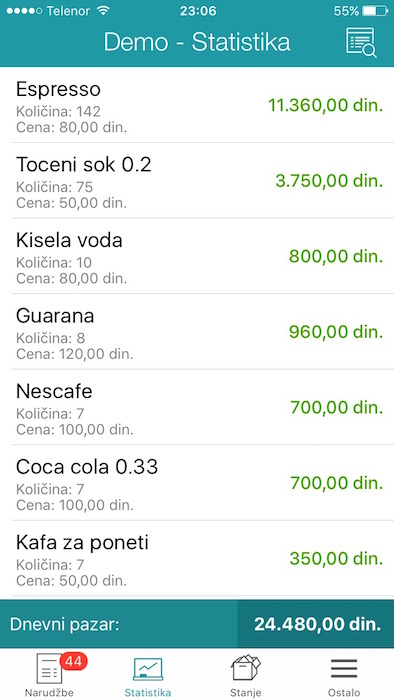 Telenor 23:06 55%
Demo - Statistika
Espresso
Količina: 142
Cena: 80,00 din.
11.360,00 din.
Toceni sok 0.2
Količina: 75
Cena: 50,00 din.
3.750,00 din.
Kisela voda
Količina: 10
Cena: 80,00 din.
800,00 din.
Guarana
Količina: 8
Cena: 120,00 din.
960,00 din.
Nescafe
Količina: 7
Cena: 100,00 din.
700,00 din.
Coca cola 0.33
Količina: 7
Cena: 100,00 din.
700,00 din.
Kafa za poneti
Količina: 7
Cena: 50,00 din.
350,00 din.
Dnevni pazar: 24.480,00 din.
44
Narudžbe Statistika Stanje Ostalo